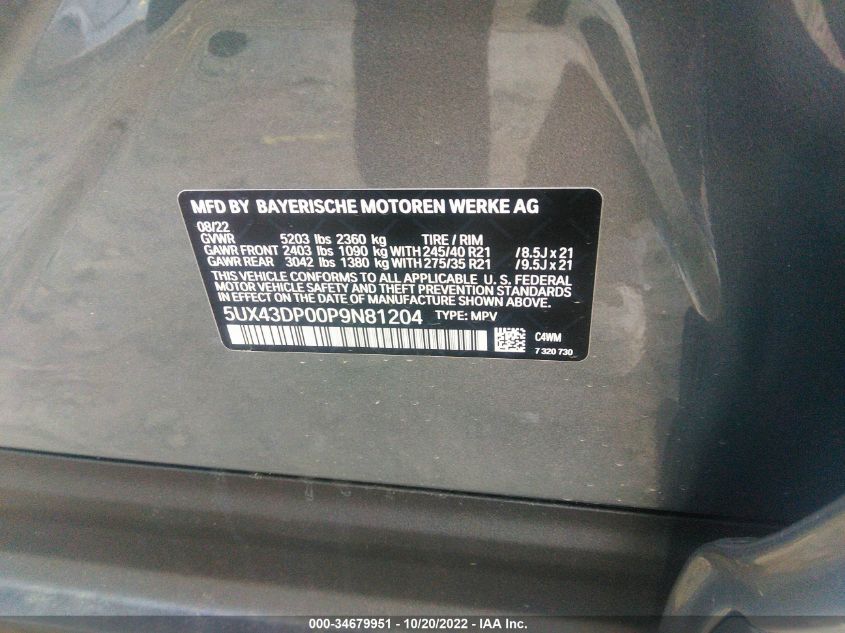 MFD BY BAYERISCHE MOTOREN WERKE AG
08/22
GVWR 5203 lbs 2360 kg TIRE / RIM
GAWR FRONT 2403 lbs 1090 kg WITH 245/40 R21 /8.5J x 21
GAWR REAR 3042 lbs 1380 kg WITH 275/35 R21 /9.5J x 21
THIS VEHICLE CONFORMS TO ALL APPLICABLE U. S. FEDERAL
MOTOR VEHICLE SAFETY AND THEFT PREVENTION STANDARDS
IN EFFECT ON THE DATE OF MANUFACTURE SHOWN ABOVE.
5UX43DP00P9N81204 TYPE: MPV
C4WM
7 320 730
000-34679951 - 10/20/2022 - IAA Inc.